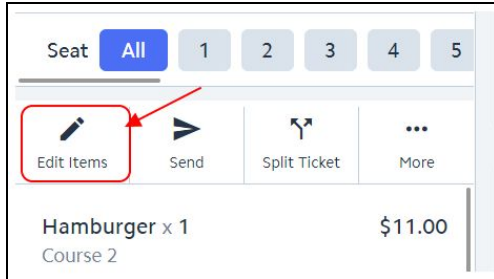 Seat All 1 2 3 4 5
Edit Items Send Split Ticket More
Hamburger x 1 $11.00
Course 2